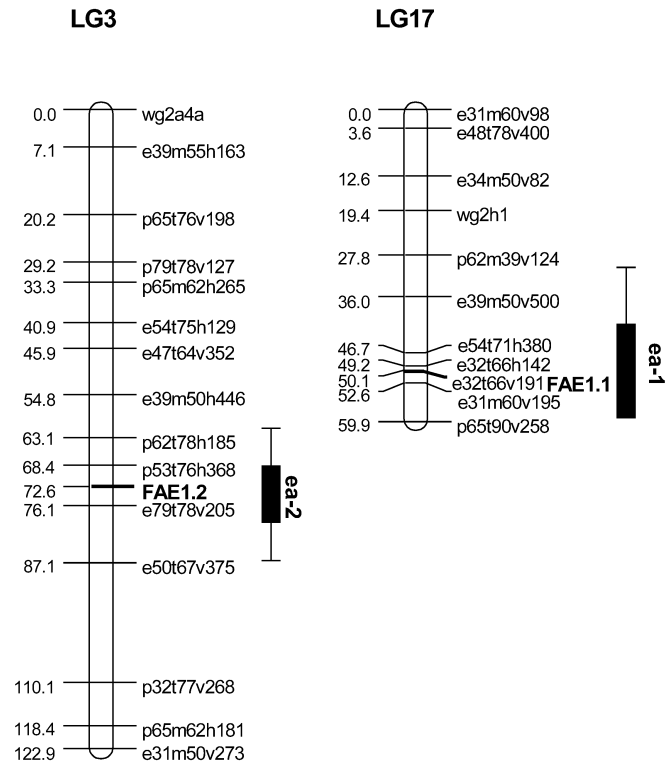 LG3
0.0 wg2a4a
7.1 e39m55h163
20.2 p65t76v198
29.2 p79t78v127
33.3 p65m62h265
40.9 e54t75h129
45.9 e47t64v352
54.8 e39m50h446
63.1 p62t78h185
68.4 p53t76h368
72.6 FAE1.2
76.1 e79t78v205
87.1 e50t67v375
110.1 p32t77v268
118.4 p65m62h181
122.9 e31m50v273
ea-2
LG17
0.0 e31m60v98
3.6 e48t78v400
12.6 e34m50v82
19.4 wg2h1
27.8 p62m39v124
36.0 e39m50v500
46.7 e54t71h380
49.2 e32t66h142
50.1 e32t66v191 FAE1.1
52.6 e31m60v195
59.9 p65t90v258
ea-1